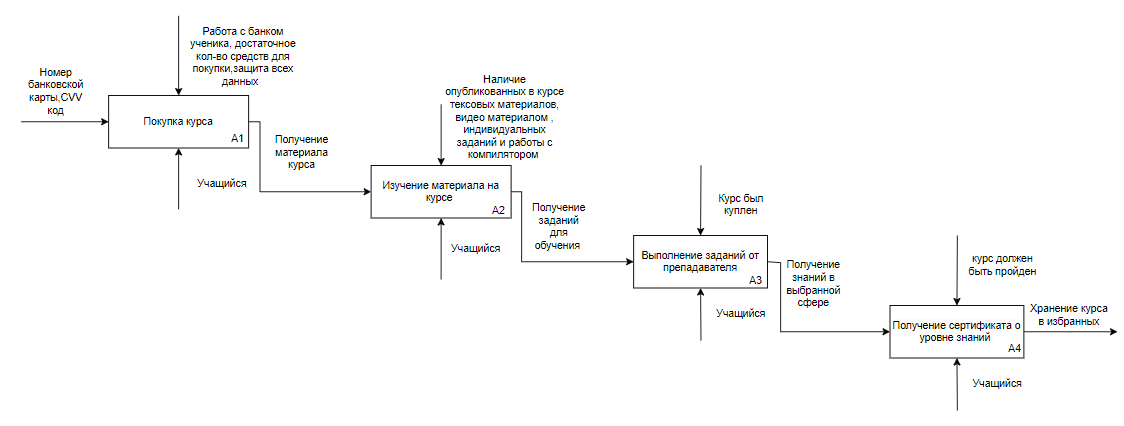 Работа с банком
ученика, достаточное
кол-во средств для
покупки,защита всех
данных
Номер
банковской
карты,CVV
код
Покупка курса
A1
Учащийся
Получение
материала
курса
Наличие
опубликованных в курсе
тексовых материалов,
видео материалом ,
индивидуальных
заданий и работы с
компилятором
Изучение материала на
курсе
A2
Учащийся
Получение
заданий
для
обучения
Курс был
куплен
Выполнение заданий от
препадавателя
A3
Учащийся
Получение
знаний в
выбранной
сфере
курс должен
быть пройден
Получение сертификата о
уровне знаний
A4
Учащийся
Хранение курса
в избранных